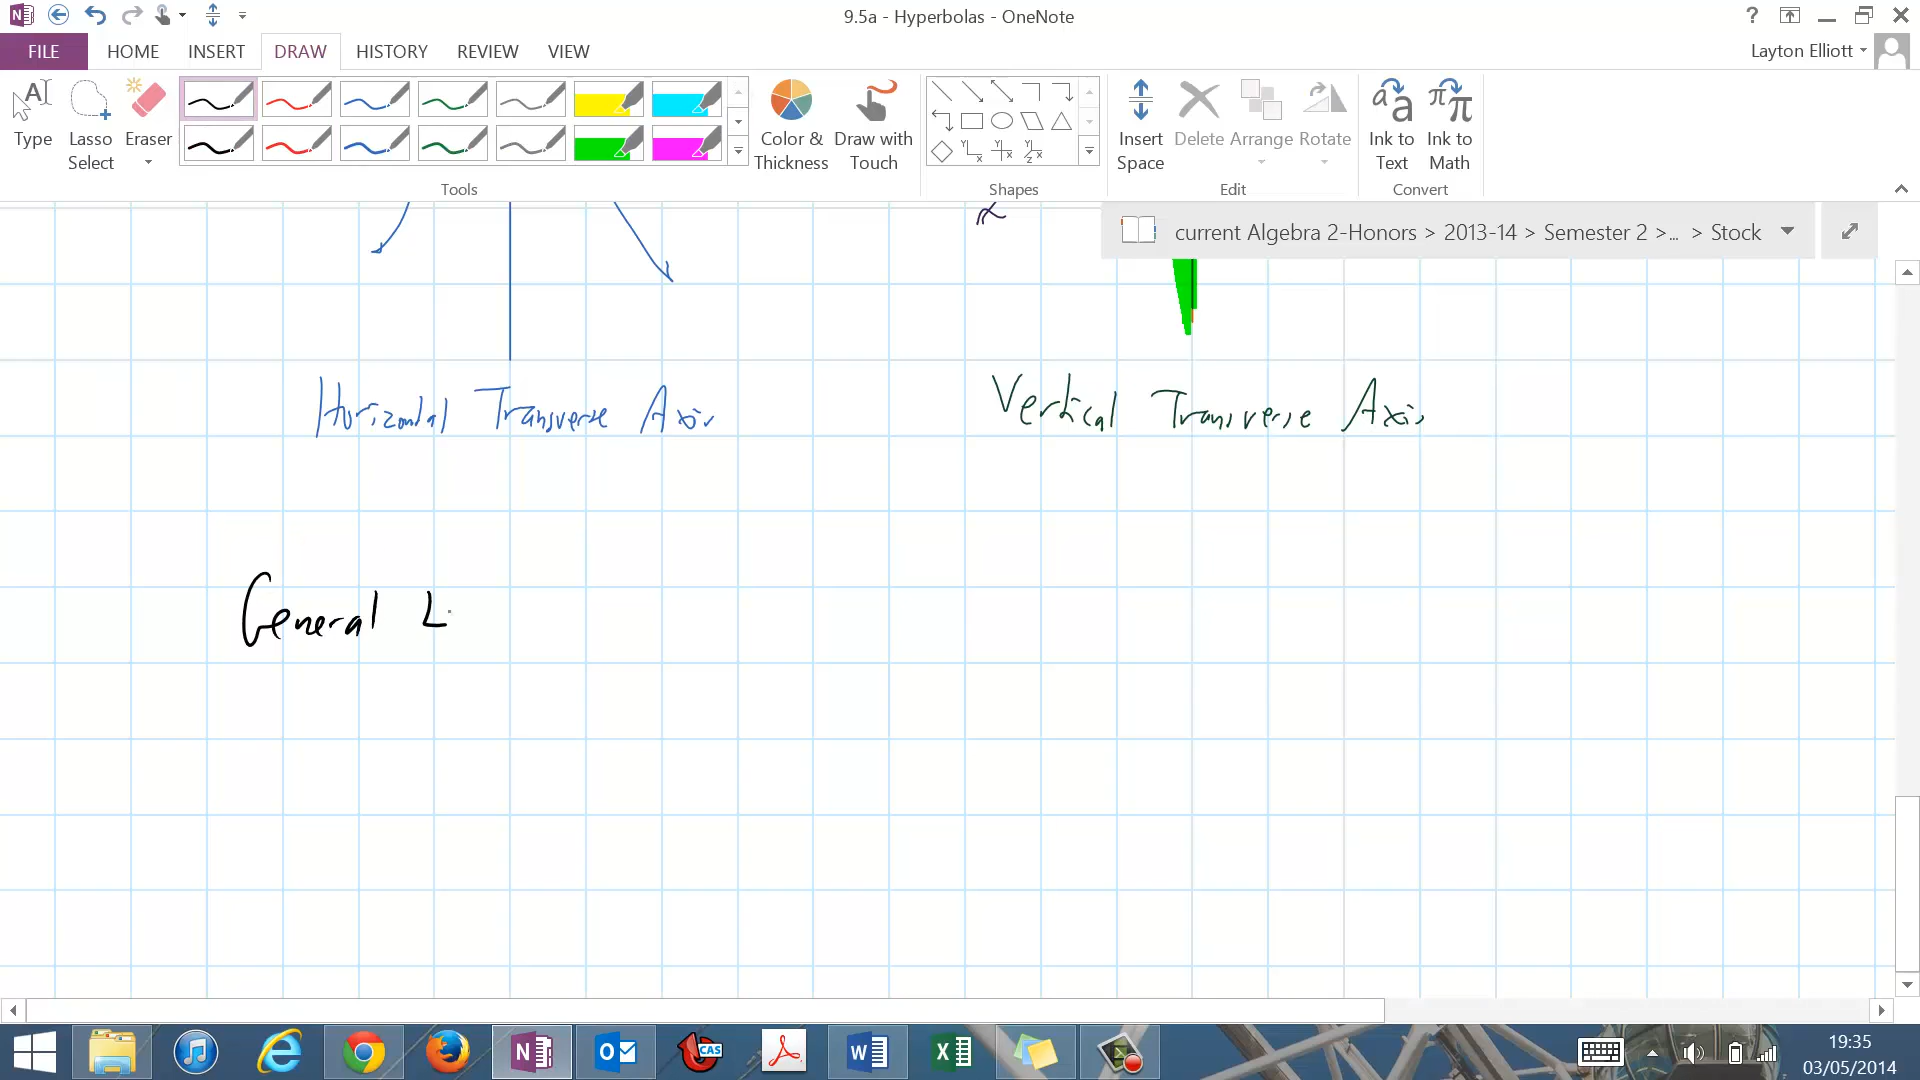 9.5a - Hyperbolas - OneNote
?
FILE HOME INSERT DRAW HISTORY REVIEW VIEW
Layton Elliott
Type
Lasso Select
Eraser
Color & Thickness
Draw with Touch
Insert Space
Delete
Arrange
Rotate
Ink to Text
Ink to Math
Tools
Shapes
Edit
Convert
current Algebra 2-Honors > 2013-14 > Semester 2 >... > Stock
Horizontal Transverse Axis
Vertical Transverse Axis
General L
19:35
03/05/2014